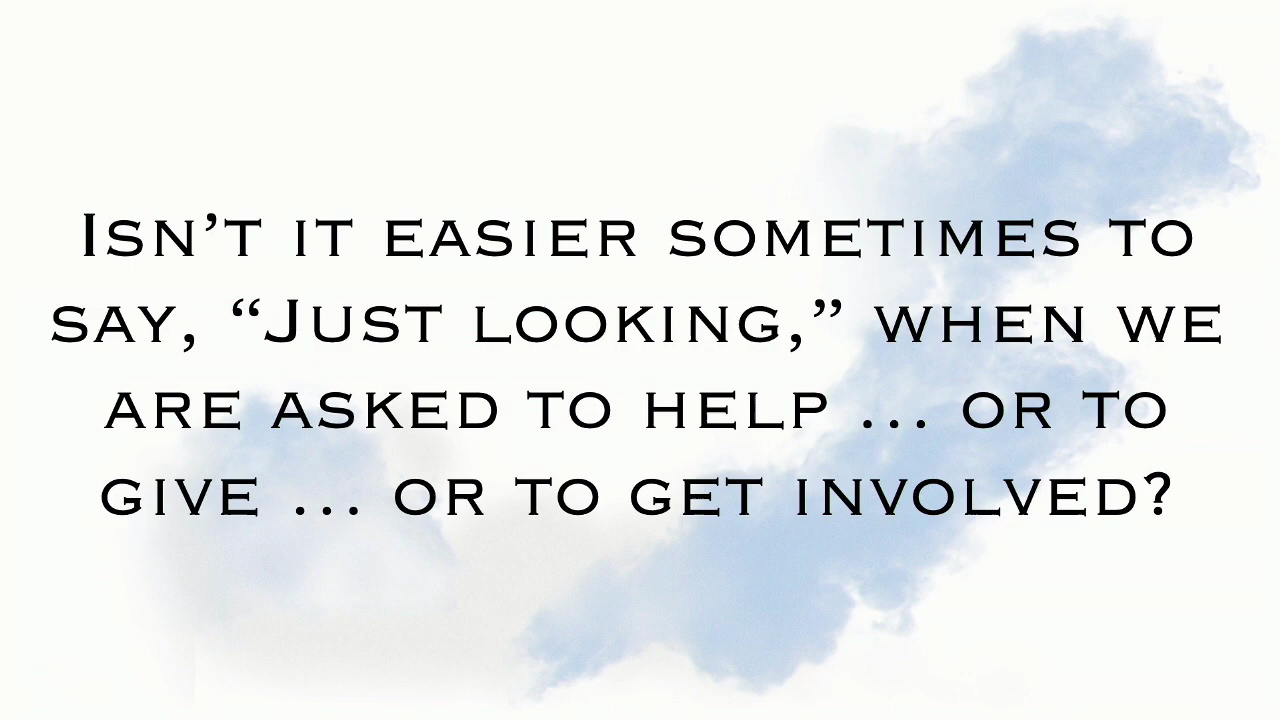 Isn’t it easier sometimes to
say, “Just looking,” when we
are asked to help ... or to
give ... or to get involved?